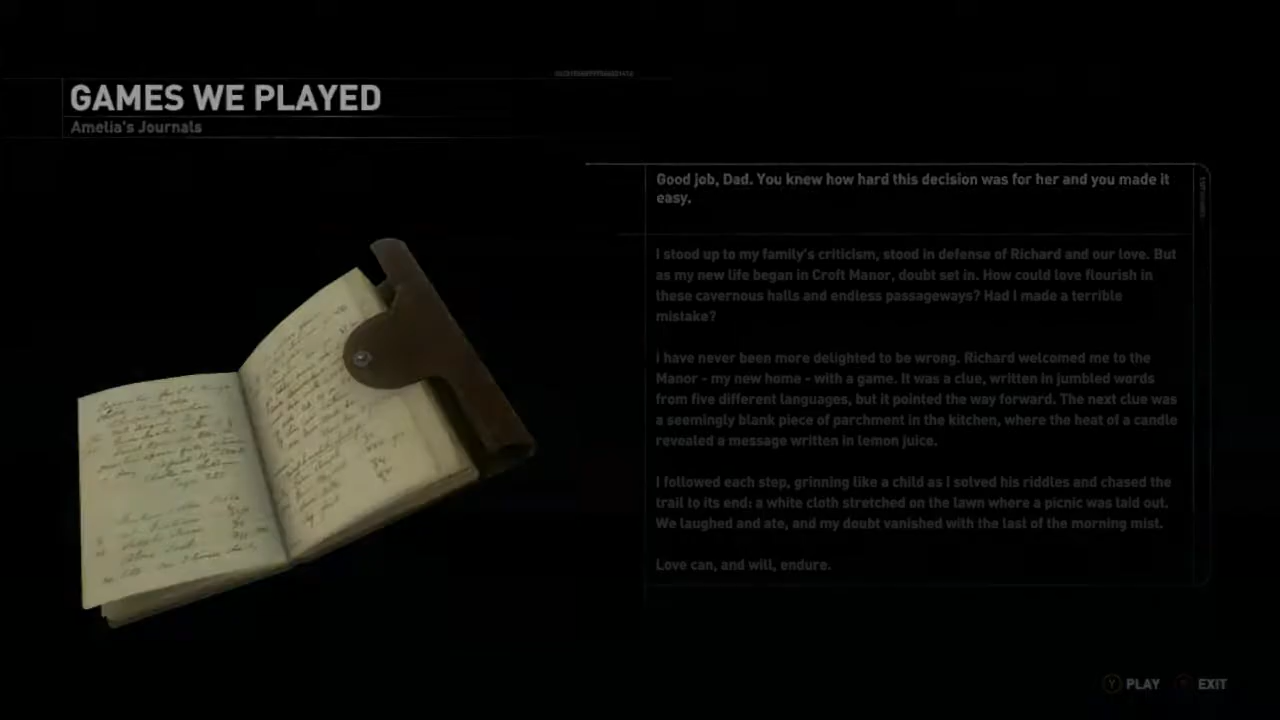 GAMES WE PLAYED
Amelia's Journals
Good job, Dad. You knew how hard this decision was for her and you made it
easy.
I stood up to my family's criticism, stood in defense of Richard and our love. But
as my new life began in Croft Manor, doubt set in. How could love flourish in
these cavernous halls and endless passageways? Had I made a terrible
mistake?
I have never been more delighted to be wrong. Richard welcomed me to the
Manor - my new home - with a game. It was a clue, written in jumbled words
from five different languages, but it pointed the way forward. The next clue was
a seemingly blank piece of parchment in the kitchen, where the heat of a candle
revealed a message written in lemon juice.
I followed each step, grinning like a child as I solved his riddles and chased the
trail to its end: a white cloth stretched on the lawn where a picnic was laid out.
We laughed and ate, and my doubt vanished with the last of the morning mist.
Love can, and will, endure.
Y PLAY EXIT